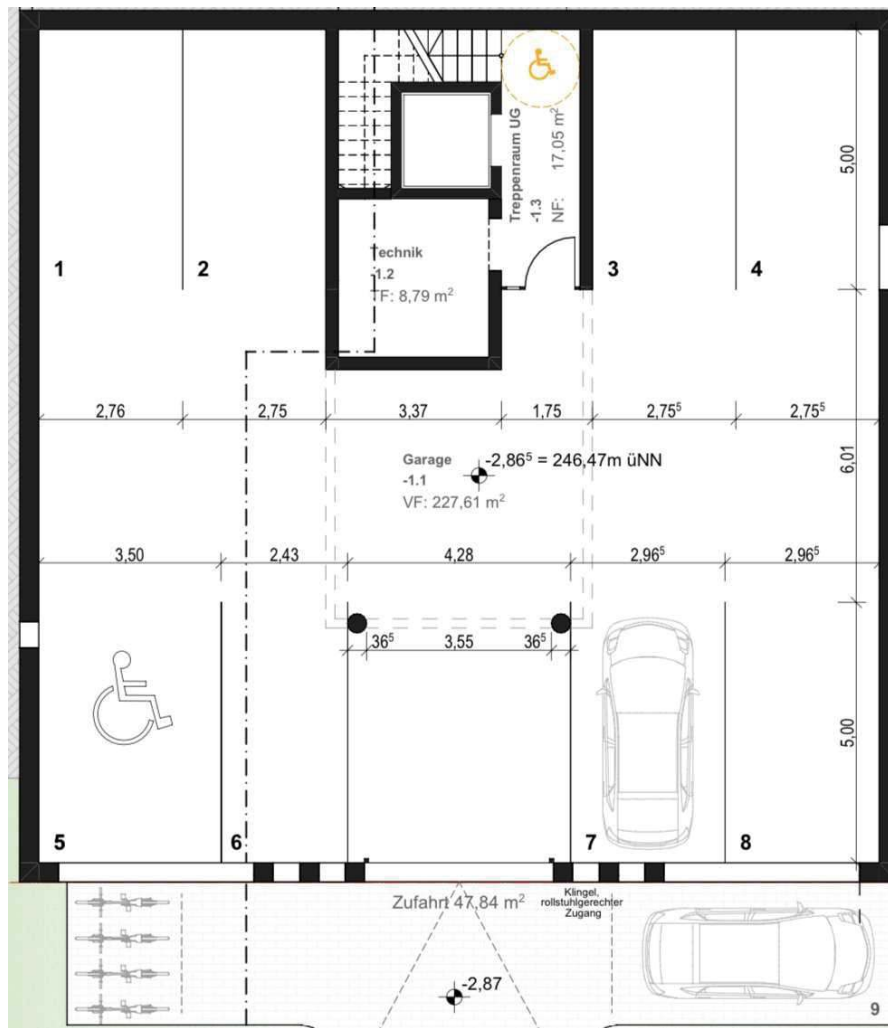 Treppenraum UG
-1.3
NF: 17,05 m²
5,00
1
2
3
4
Technik
-1.2
TF: 8,79 m²
2,76
2,75
3,37
1,75
2,75⁵
2,75⁵
Garage
-1.1
VF: 227,61 m²
-2,86⁵ = 246,47m üNN
6,01
3,50
2,43
4,28
2,96⁵
2,96⁵
36⁵
3,55
36⁵
5,00
5
6
7
8
Zufahrt 47,84 m²
Klingel,
rollstuhlgerechter
Zugang
-2,87
9